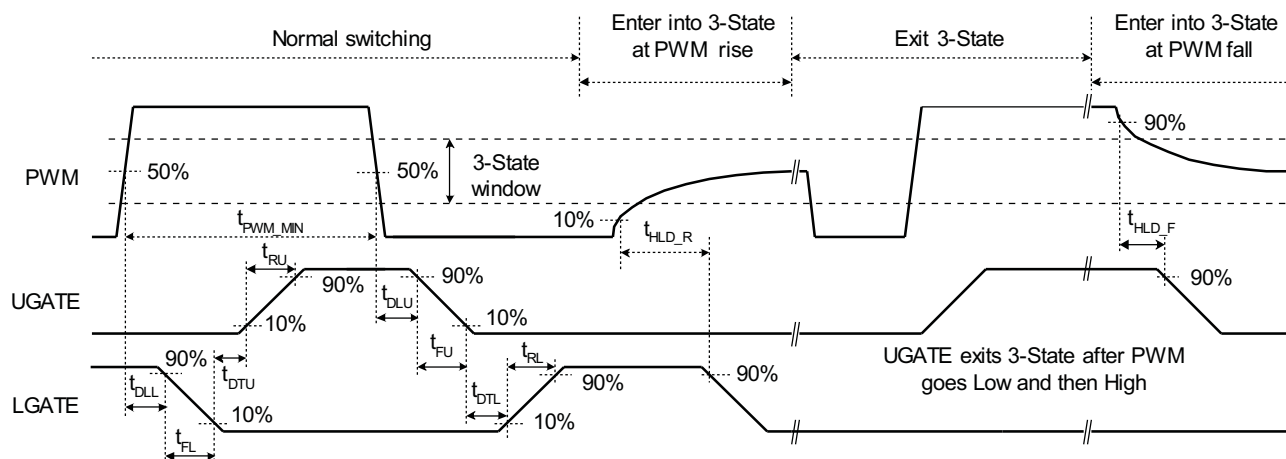 Normal switching
Enter into 3-State
at PWM rise
Exit 3-State
Enter into 3-State
at PWM fall
PWM
50%
50%
3-State
window
10%
90%
tPWM_MIN
tHLD_R
tHLD_F
UGATE
tRU
10%
90%
tDLU
90%
10%
tFU
90%
LGATE
tDLL
90%
tDTU
10%
tFL
tDTL
tRL
90%
10%
90%
UGATE exits 3-State after PWM
goes Low and then High